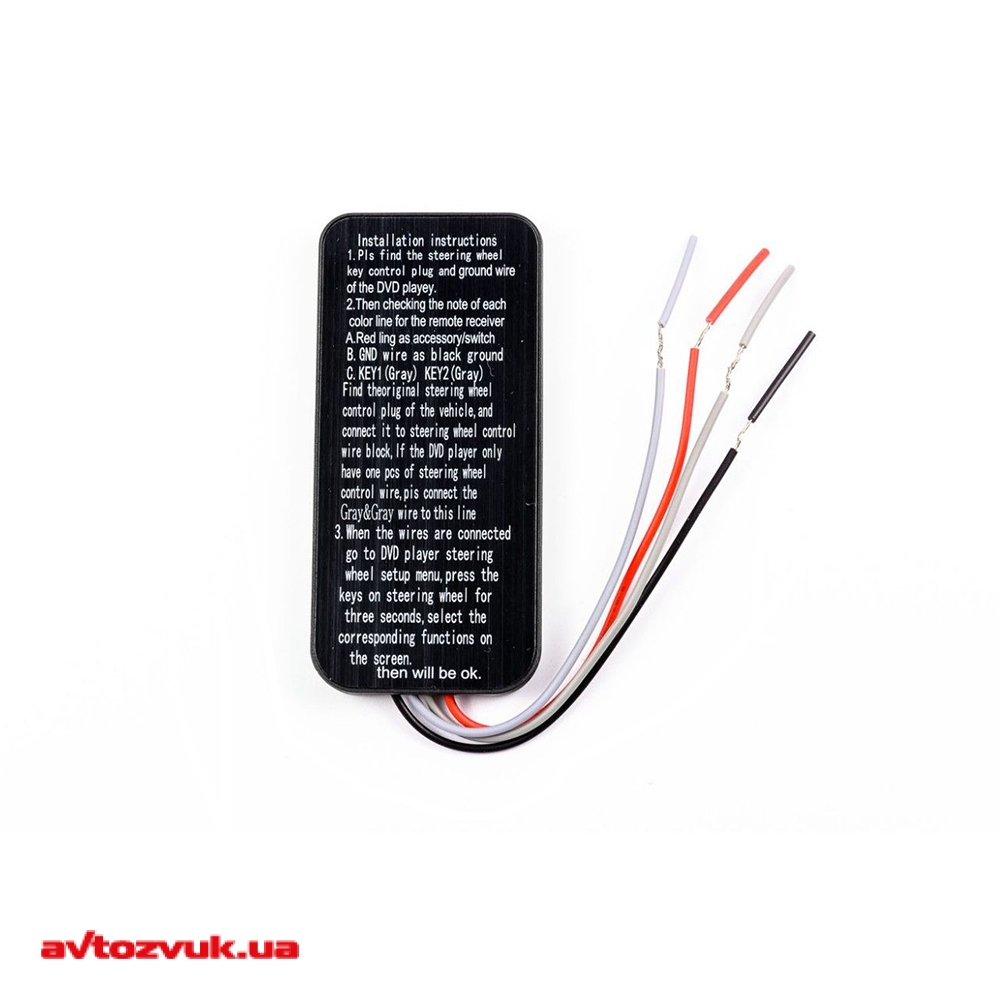 Installation instructions
1.Pls find the steering wheel
key control plug and ground wire
of the DVD playey.
2.Then checking the note of each
color line for the remote receiver
A.Red ling as accessory/switch
B. GND wire as black ground
C. KEY1(Gray) KEY2(Gray)
Find theoriginal steering wheel
control plug of the vehicle,and
connect it to steering wheel control
wire block,If the DVD player only
have one pcs of steering wheel
control wire,pis connect the
Gray&Gray wire to this line
3.When the wires are connected
go to DVD player steering
wheel setup menu,press the
keys on steering wheel for
three seconds,select the
corresponding functions on
the screen.
then will be ok.
avtozvuk.ua